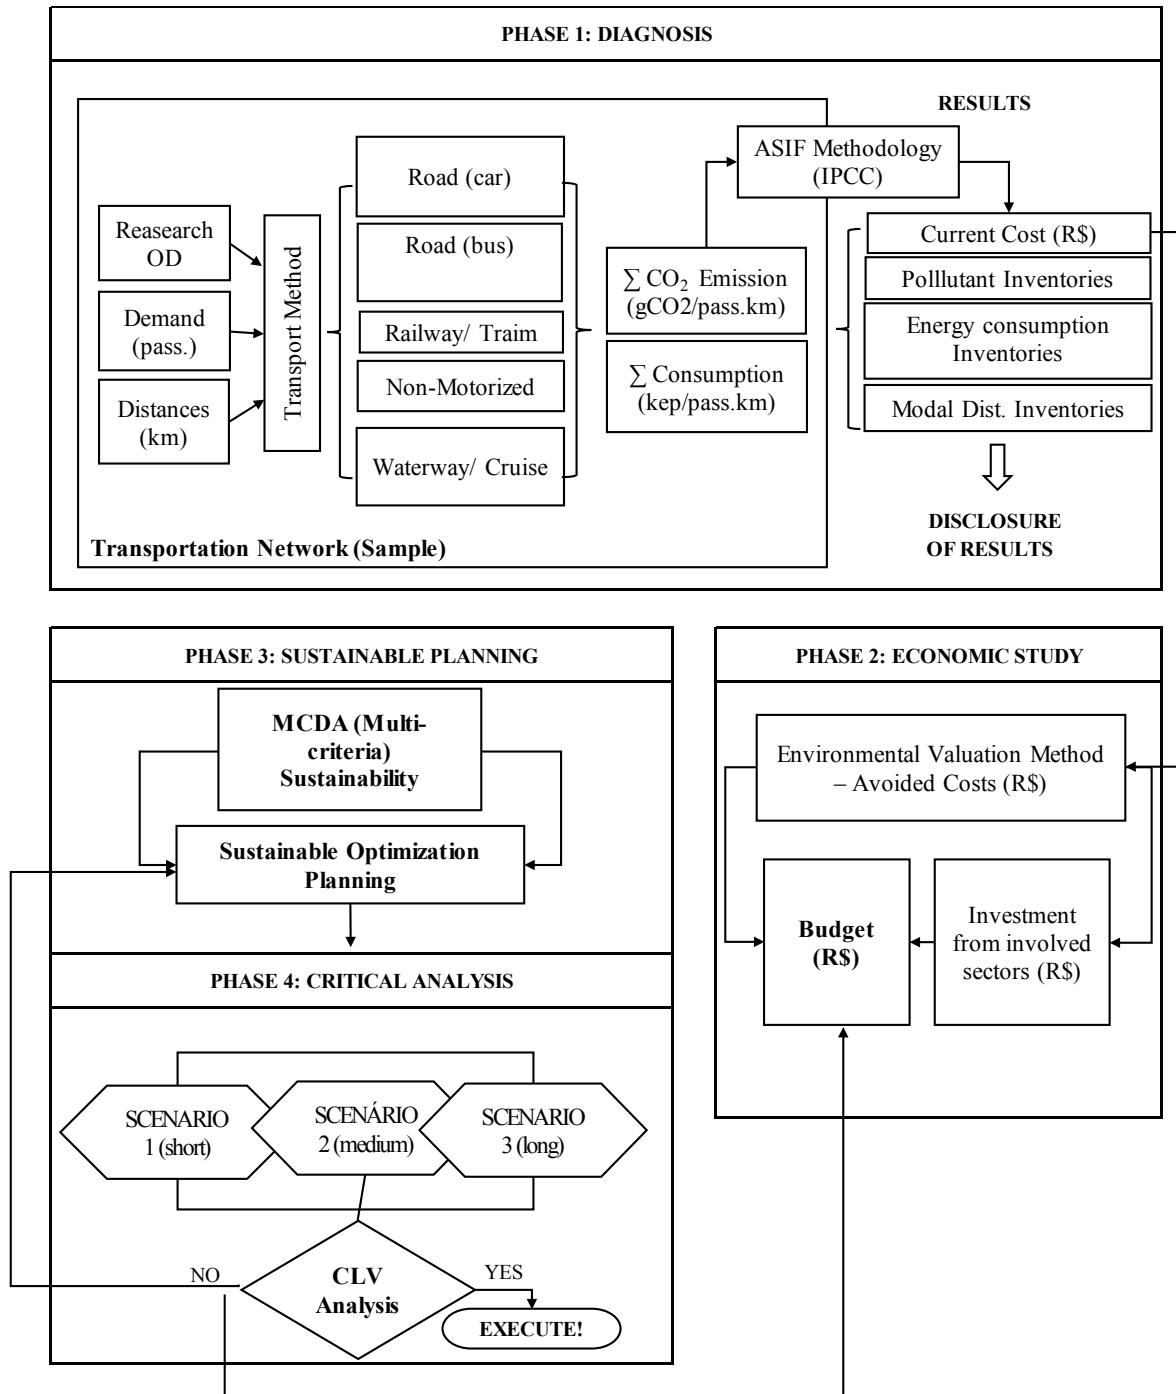 PHASE 1: DIAGNOSIS
RESULTS
ASIF Methodology
(IPCC)
Road (car)
Reasearch
OD
Demand
(pass.)
Distances
(km)
Transport Method
Road (bus)
Railway/ Traim
Non-Motorized
Waterway/ Cruise
∑ CO₂ Emission
(gCO2/pass.km)
∑ Consumption
(kep/pass.km)
Current Cost (R$)
Polllutant Inventories
Energy consumption
Inventories
Modal Dist. Inventories
DISCLOSURE
OF RESULTS
Transportation Network (Sample)
PHASE 3: SUSTAINABLE PLANNING
MCDA (Multi-
criteria)
Sustainability
Sustainable Optimization
Planning
PHASE 2: ECONOMIC STUDY
Environmental Valuation Method
– Avoided Costs (R$)
Budget
(R$)
Investment
from involved
sectors (R$)
PHASE 4: CRITICAL ANALYSIS
SCENARIO
1 (short)
SCENÁRIO
2 (medium)
SCENARIO
3 (long)
NO
CLV
Analysis
YES
EXECUTE!